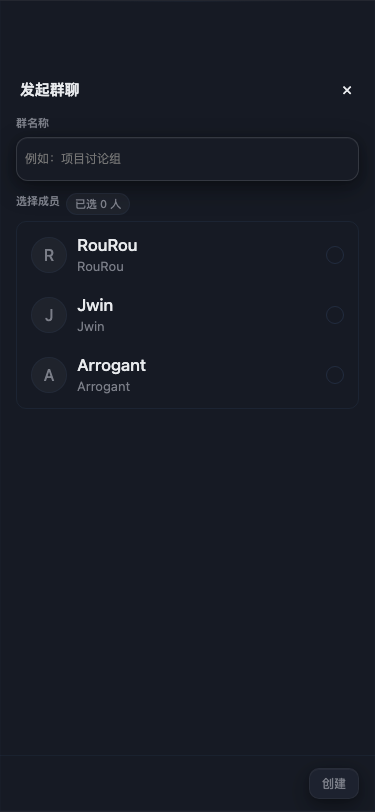 发起群聊 ×
群名称
例如：项目讨论组
选择成员 已选 0 人
R RouRou
RouRou
J Jwin
Jwin
A Arrogant
Arrogant
创建